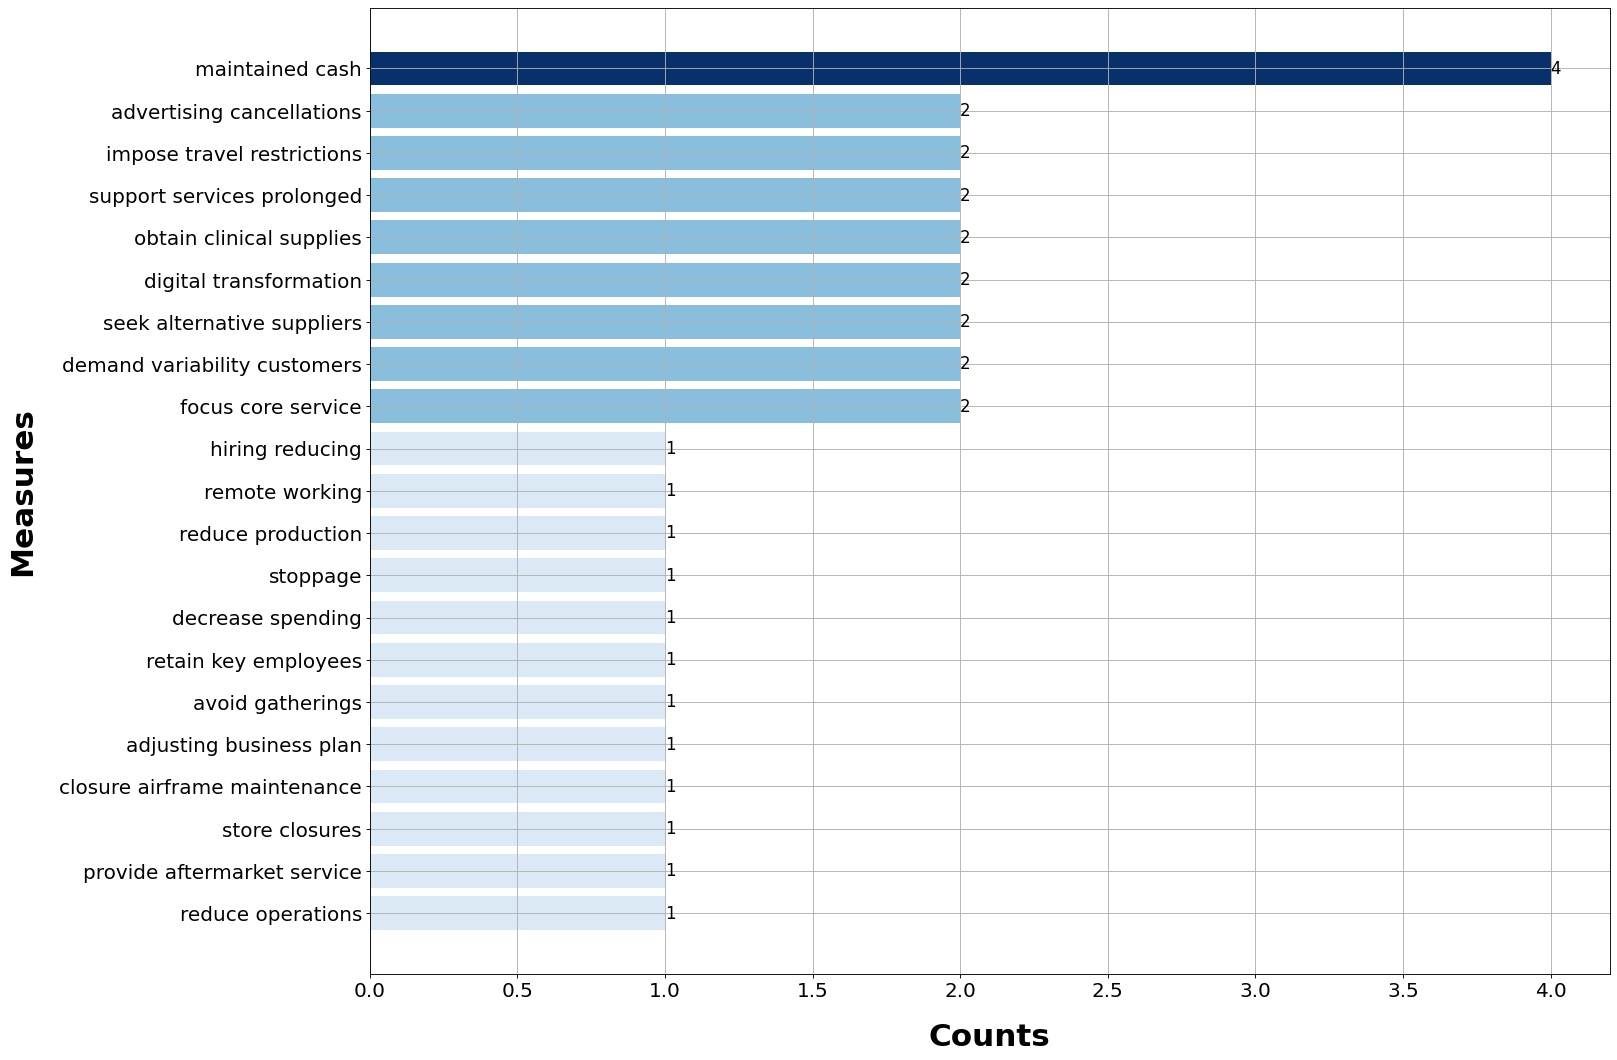 maintained cash 4
advertising cancellations 2
impose travel restrictions 2
support services prolonged 2
obtain clinical supplies 2
digital transformation 2
seek alternative suppliers 2
demand variability customers 2
focus core service 2
hiring reducing 1
remote working 1
reduce production 1
stoppage 1
decrease spending 1
retain key employees 1
avoid gatherings 1
adjusting business plan 1
closure airframe maintenance 1
store closures 1
provide aftermarket service 1
reduce operations 1
Measures
0.0 0.5 1.0 1.5 2.0 2.5 3.0 3.5 4.0
Counts